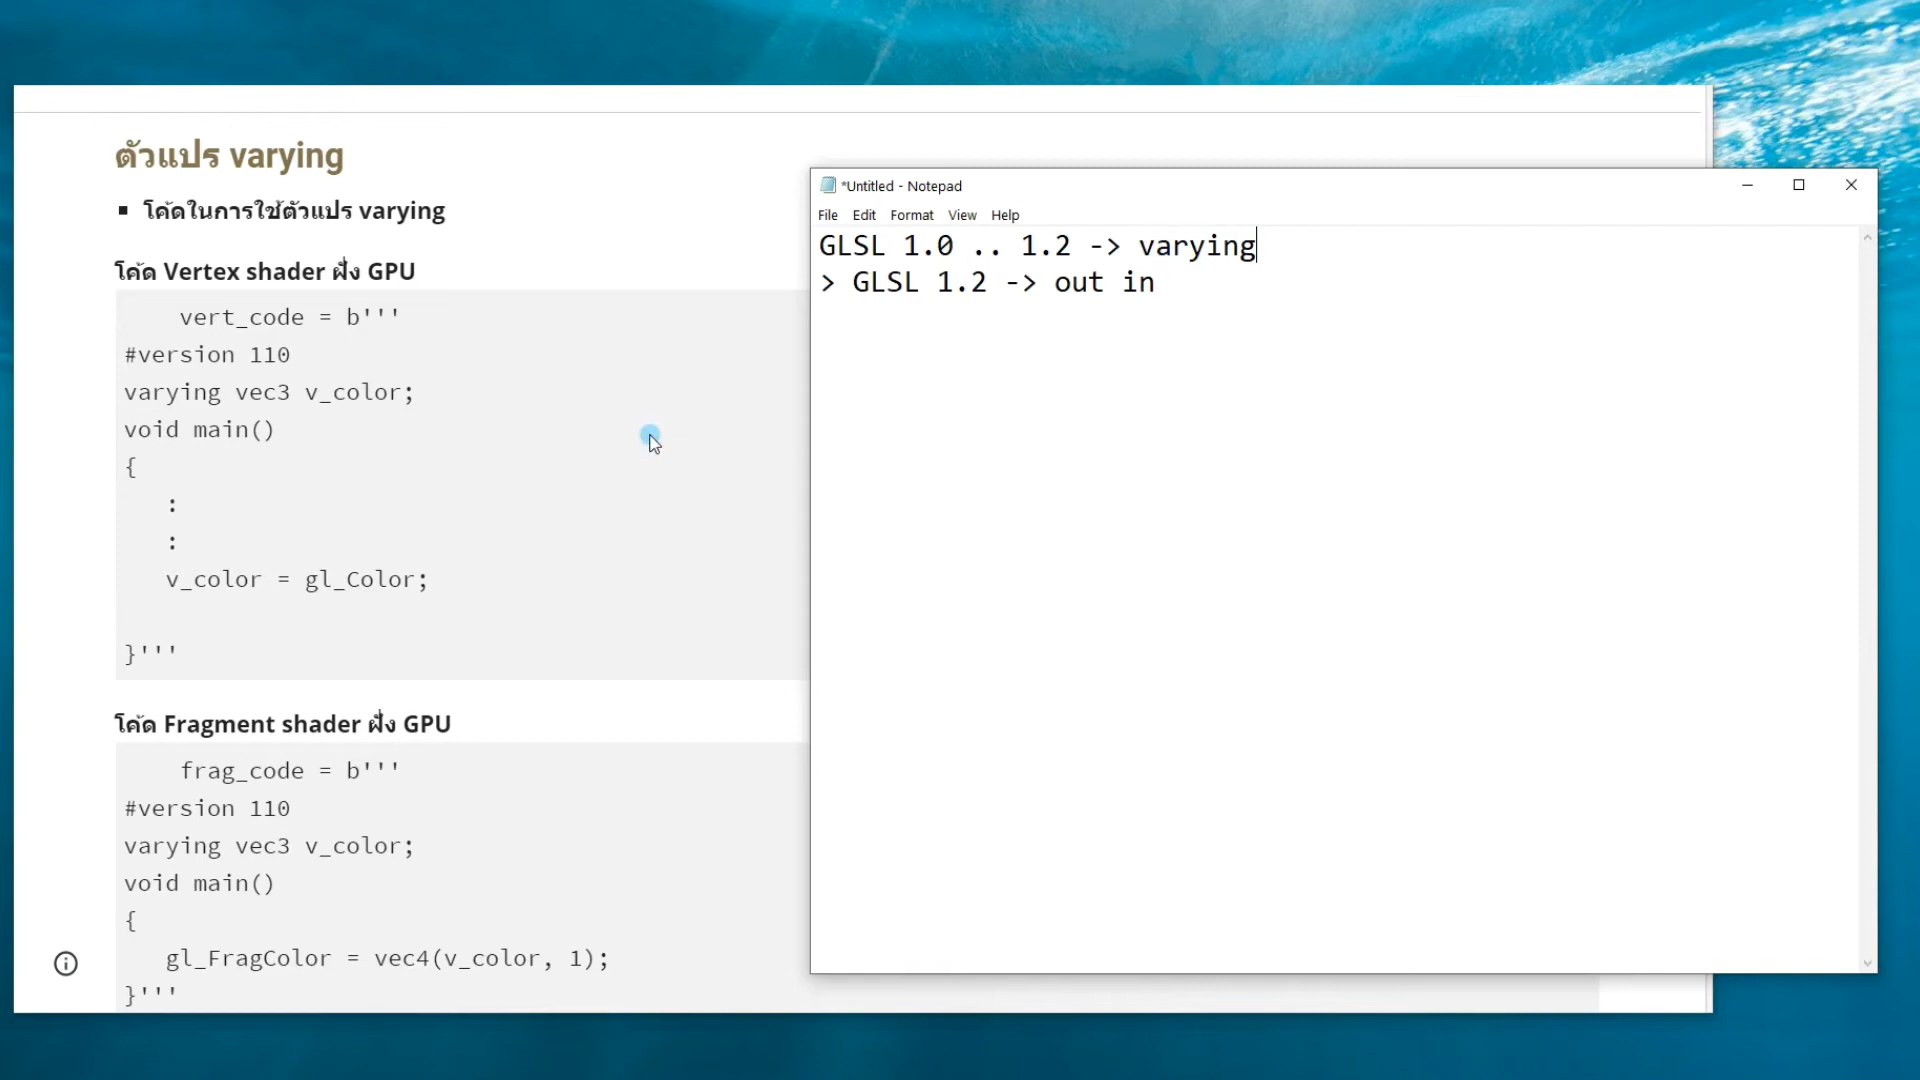 ตัวแปร varying
▪ โค้ดในการใช้ตัวแปร varying
โค้ด Vertex shader ฝั่ง GPU
vert_code = b'''
#version 110
varying vec3 v_color;
void main()
{
:
:
v_color = gl_Color;
}'''
โค้ด Fragment shader ฝั่ง GPU
frag_code = b'''
#version 110
varying vec3 v_color;
void main()
{
gl_FragColor = vec4(v_color, 1);
}'''
*Untitled - Notepad
File Edit Format View Help
GLSL 1.0 .. 1.2 -> varying
> GLSL 1.2 -> out in